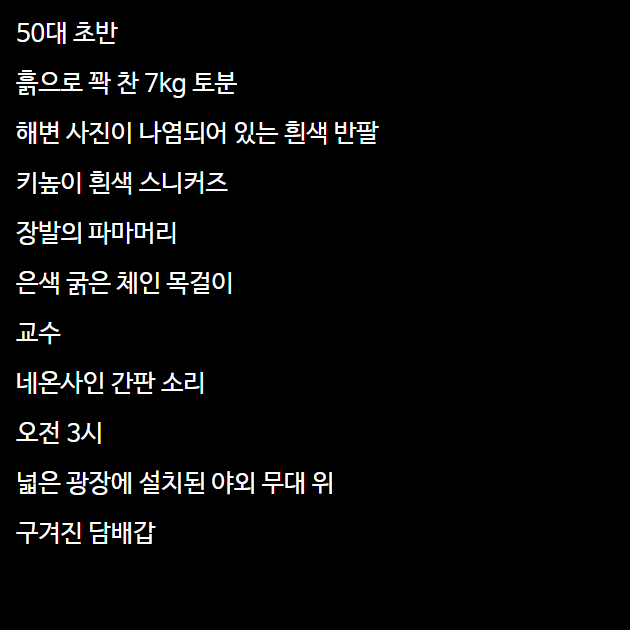 50대 초반
흙으로 꽉 찬 7kg 토분
해변 사진이 나염되어 있는 흰색 반팔
키높이 흰색 스니커즈
장발의 파마머리
은색 굵은 체인 목걸이
교수
네온사인 간판 소리
오전 3시
넓은 광장에 설치된 야외 무대 위
구겨진 담배갑